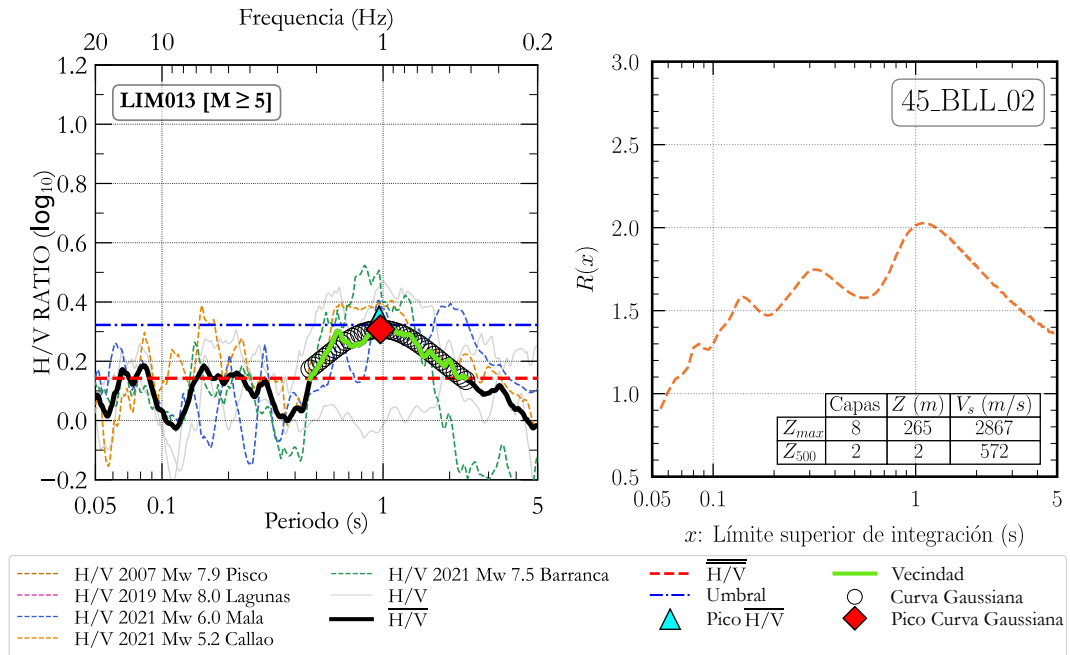 Frequencia (Hz)
20 10 1 0.2
1.2
1.0
0.8
0.6
0.4
0.2
0.0
−0.2
H/V RATIO (log10)
LIM013 [M ≥ 5]
0.05 0.1 1 5
Periodo (s)
3.0
2.5
2.0
1.5
1.0
0.5
R(x)
45_BLL_02
Capas Z (m) Vs (m/s)
Zmax 8 265 2867
Z500 2 2 572
0.05 0.1 1 5
x: Límite superior de integración (s)
H/V 2007 Mw 7.9 Pisco
H/V 2019 Mw 8.0 Lagunas
H/V 2021 Mw 6.0 Mala
H/V 2021 Mw 5.2 Callao
H/V 2021 Mw 7.5 Barranca
H/V
H/V
H/V
Umbral
Pico H/V
Vecindad
Curva Gaussiana
Pico Curva Gaussiana